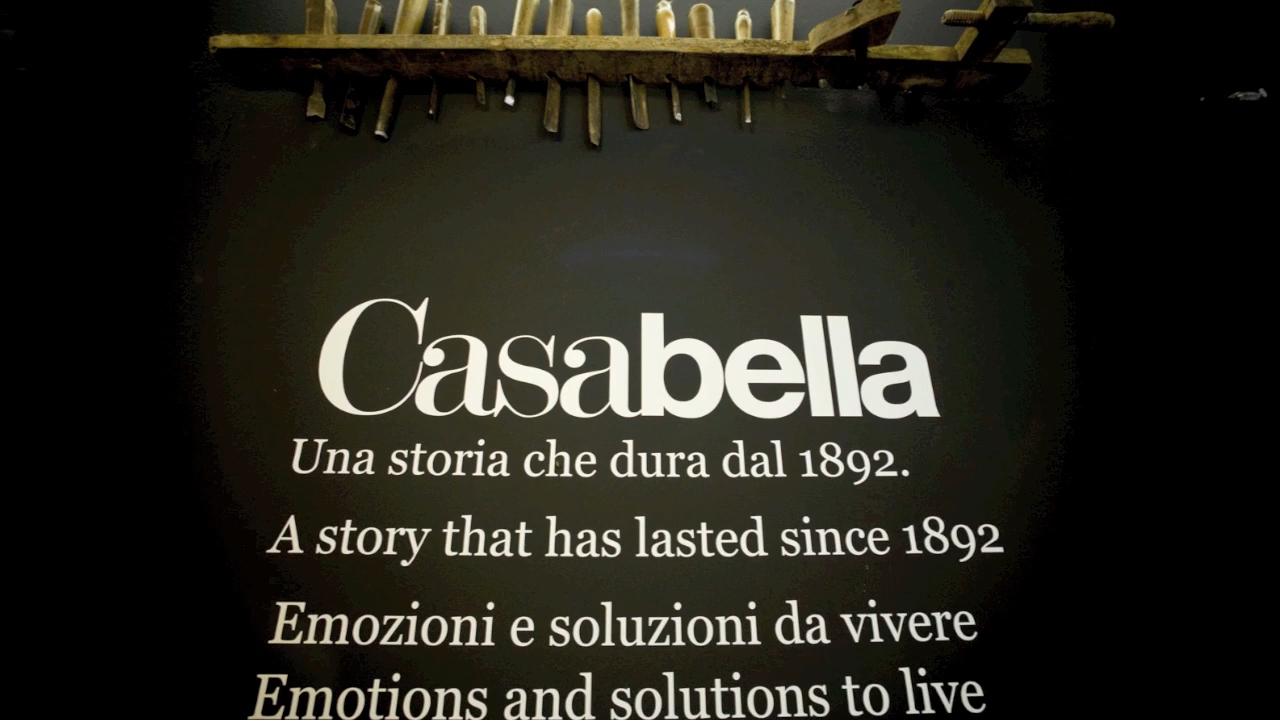 Casabella
Una storia che dura dal 1892.
A story that has lasted since 1892
Emozioni e soluzioni da vivere
Emotions and solutions to live